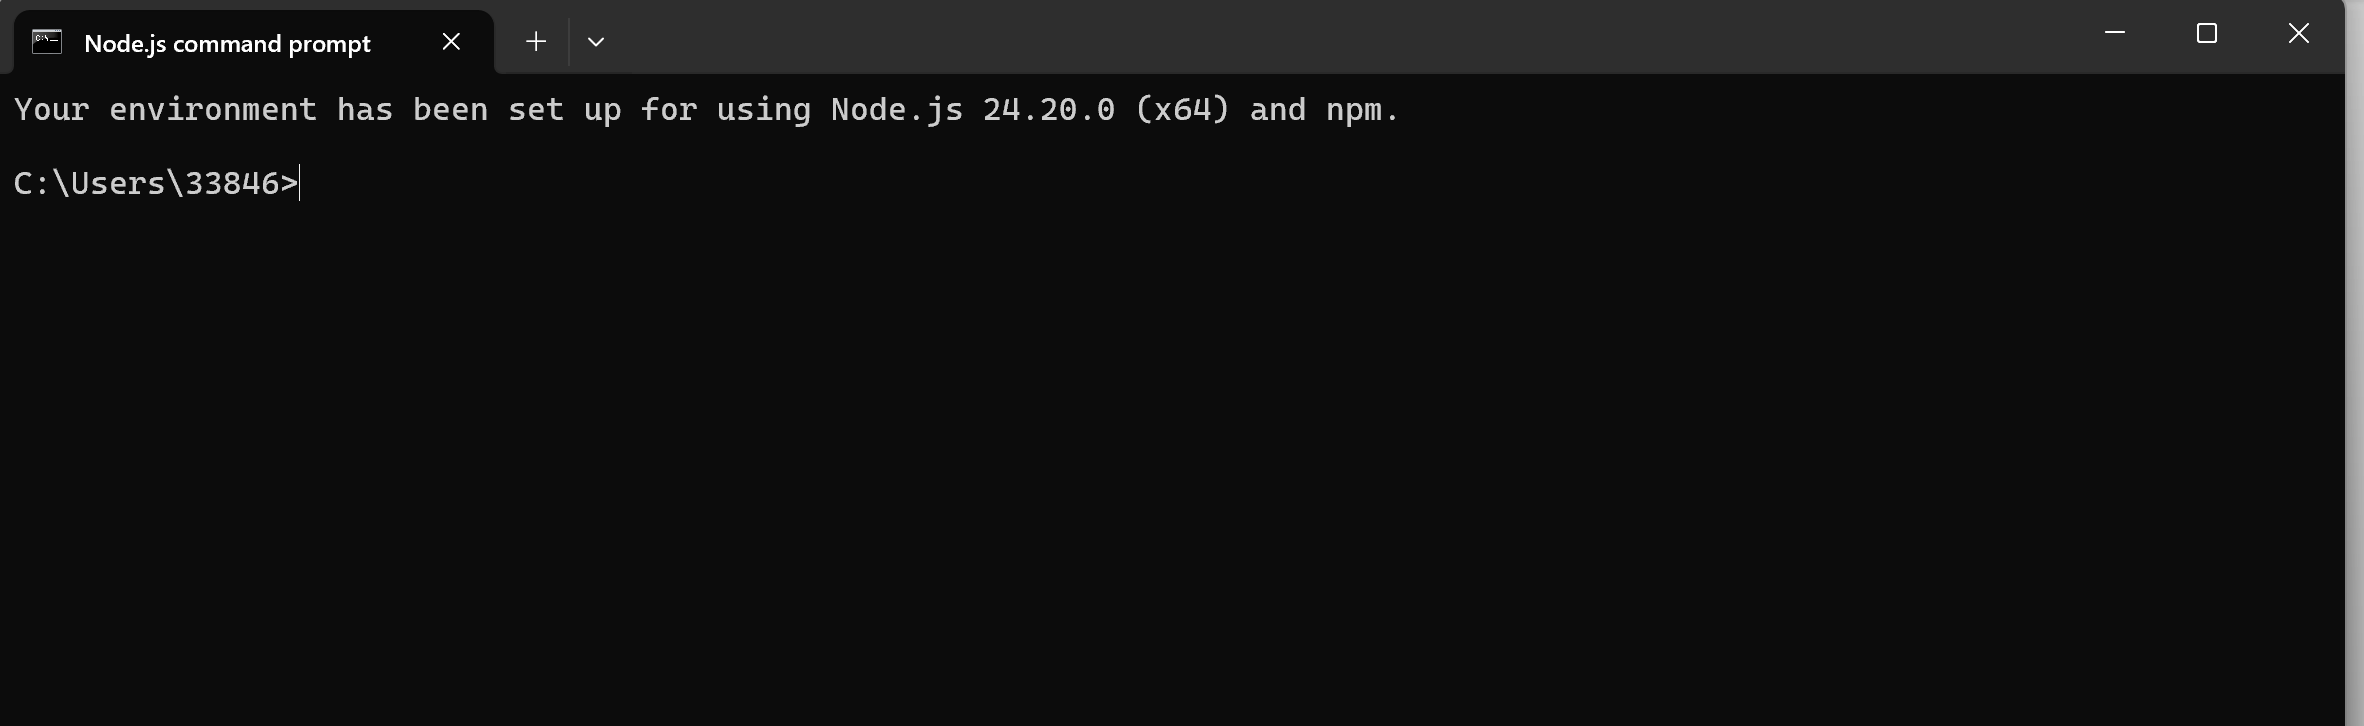 Node.js command prompt
Your environment has been set up for using Node.js 24.20.0 (x64) and npm.
C:\Users\33846>